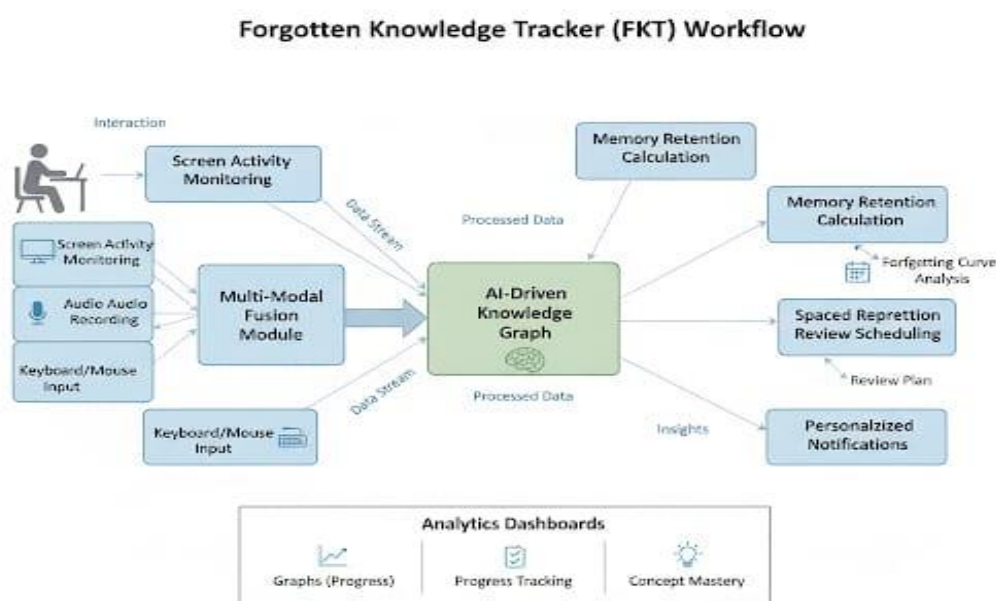 Forgotten Knowledge Tracker (FKT) Workflow
Interaction
Screen Activity
Monitoring
Memory Retention
Calculation
Data Stream
Processed Data
Memory Retention
Calculation
Forfgetting Curve
Analysis
Screen Activity
Monitoring
Audio Audio
Recording
Keyboard/Mouse
Input
Multi-Modal
Fusion
Module
AI-Driven
Knowledge
Graph
Spaced Reprettion
Review Scheduling
Review Plan
Keyboard/Mouse
Input
Data Stream
Processed Data
Insights
Personalzized
Notifications
Analytics Dashboards
Graphs (Progress)
Progress Tracking
Concept Mastery